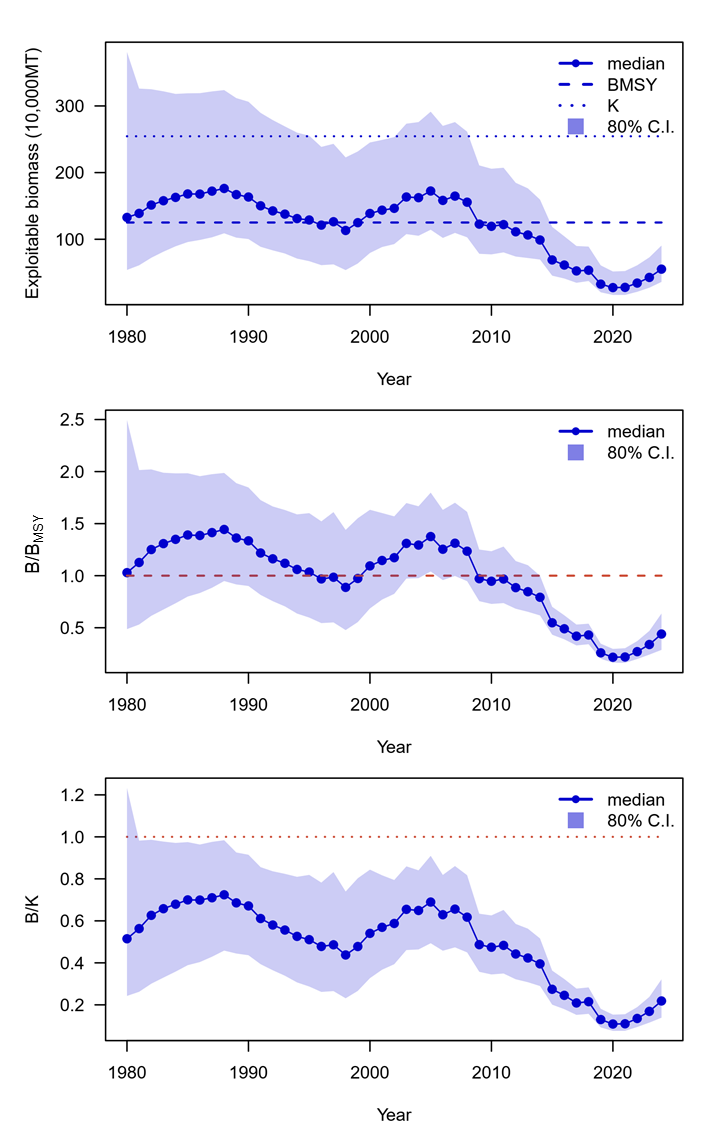 Exploitable biomass (10,000MT)
300
200
100
median
BMSY
K
80% C.I.
1980 1990 2000 2010 2020
Year
B/BMSY
2.5
2.0
1.5
1.0
0.5
median
80% C.I.
1980 1990 2000 2010 2020
Year
B/K
1.2
1.0
0.8
0.6
0.4
0.2
median
80% C.I.
1980 1990 2000 2010 2020
Year